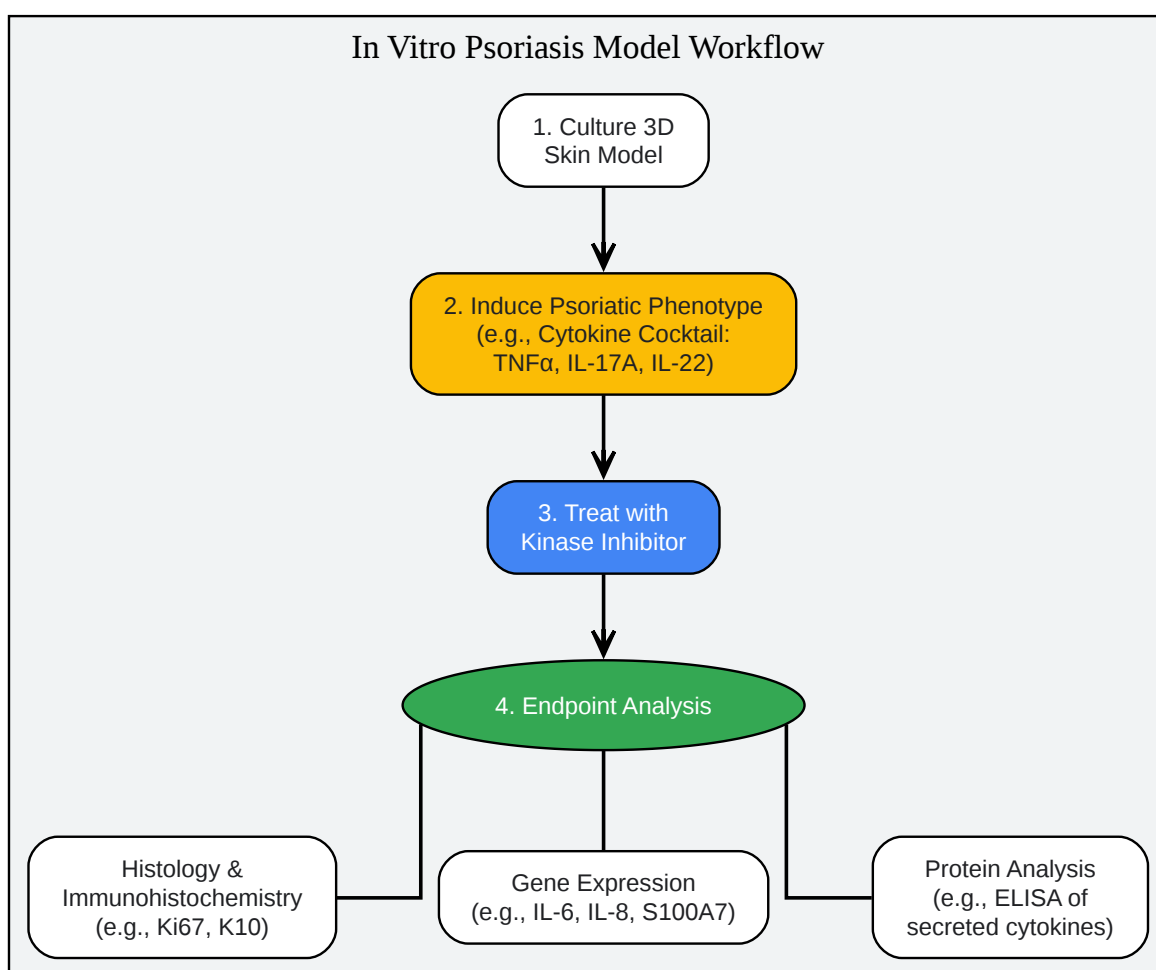 In Vitro Psoriasis Model Workflow
1. Culture 3D
Skin Model
2. Induce Psoriatic Phenotype
(e.g., Cytokine Cocktail:
TNFα, IL-17A, IL-22)
3. Treat with
Kinase Inhibitor
4. Endpoint Analysis
Histology &
Immunohistochemistry
(e.g., Ki67, K10)
Gene Expression
(e.g., IL-6, IL-8, S100A7)
Protein Analysis
(e.g., ELISA of
secreted cytokines)